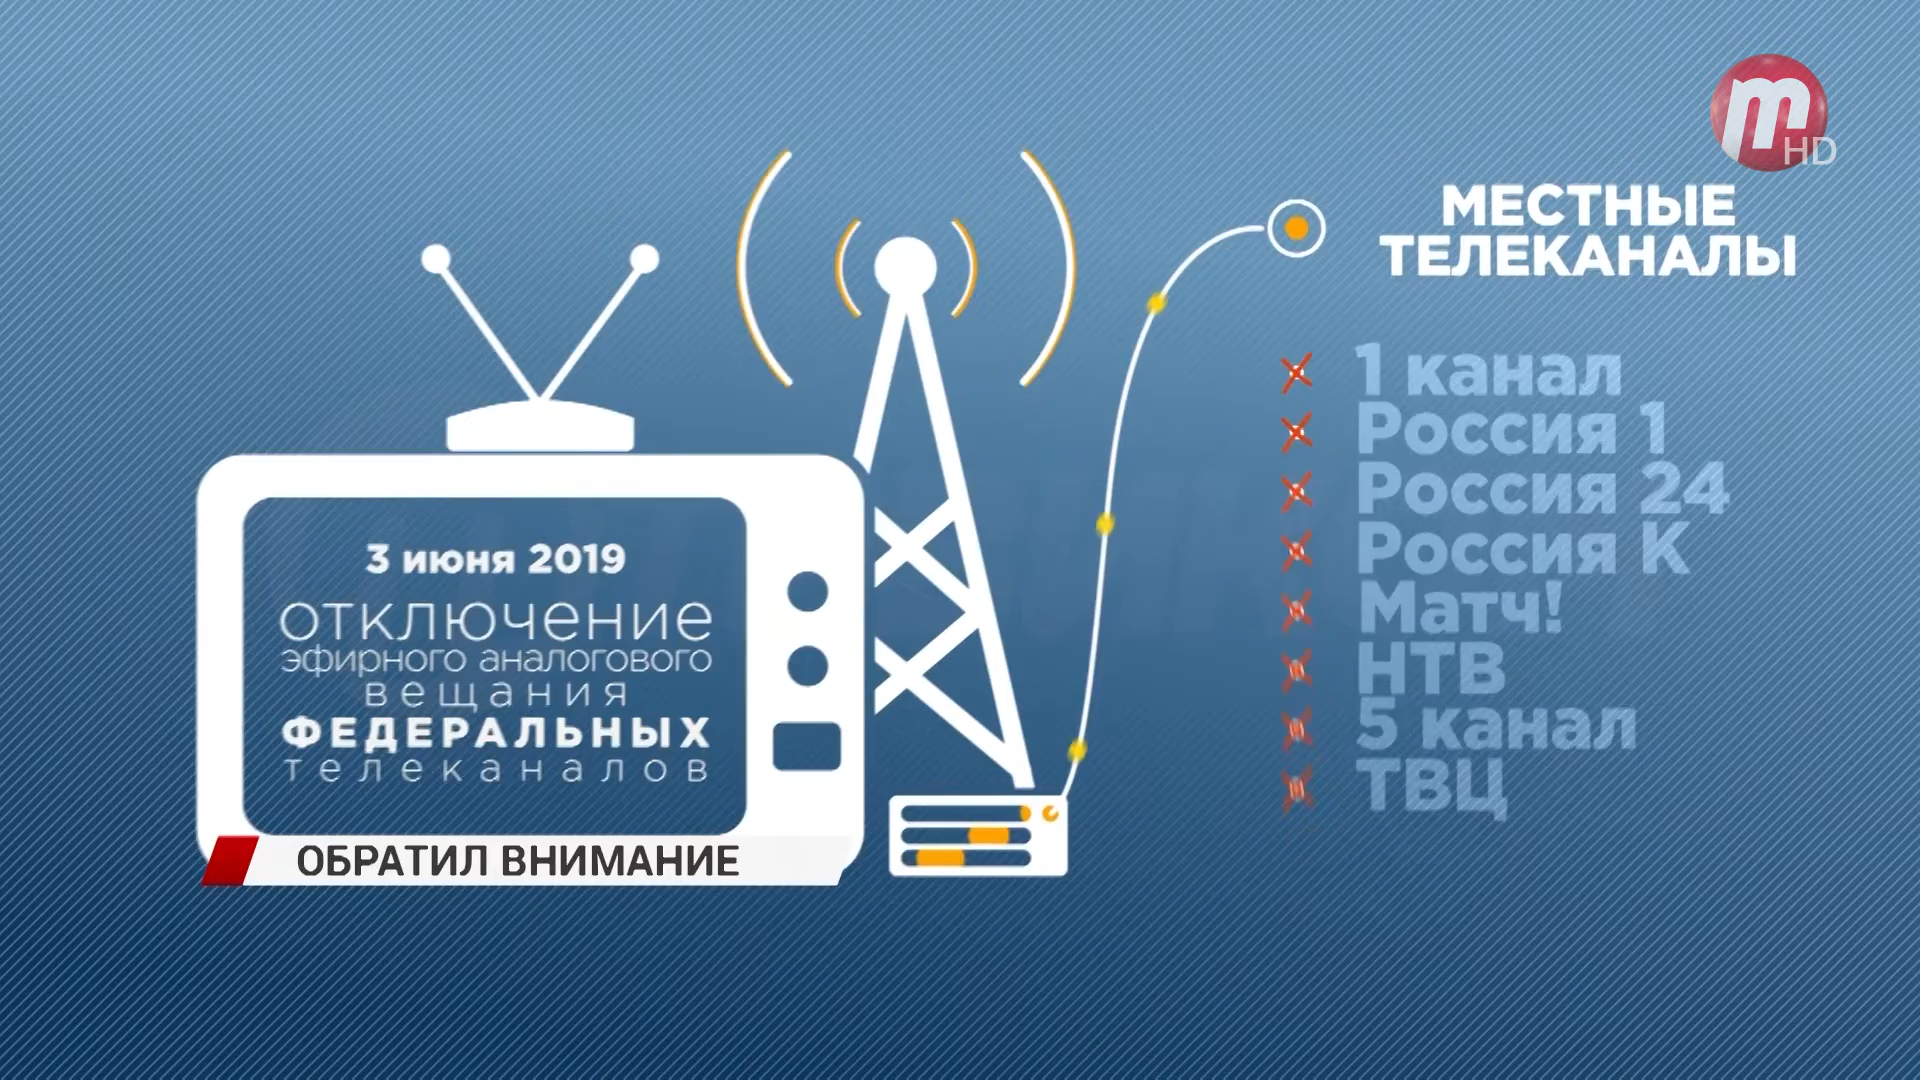 m HD
МЕСТНЫЕ
ТЕЛЕКАНАЛЫ
1 канал
Россия 1
Россия 24
Россия К
Матч!
НТВ
5 канал
ТВЦ
3 июня 2019
отключение
эфирного аналогового
вещания
ФЕДЕРАЛЬНЫХ
телеканалов
ОБРАТИЛ ВНИМАНИЕ